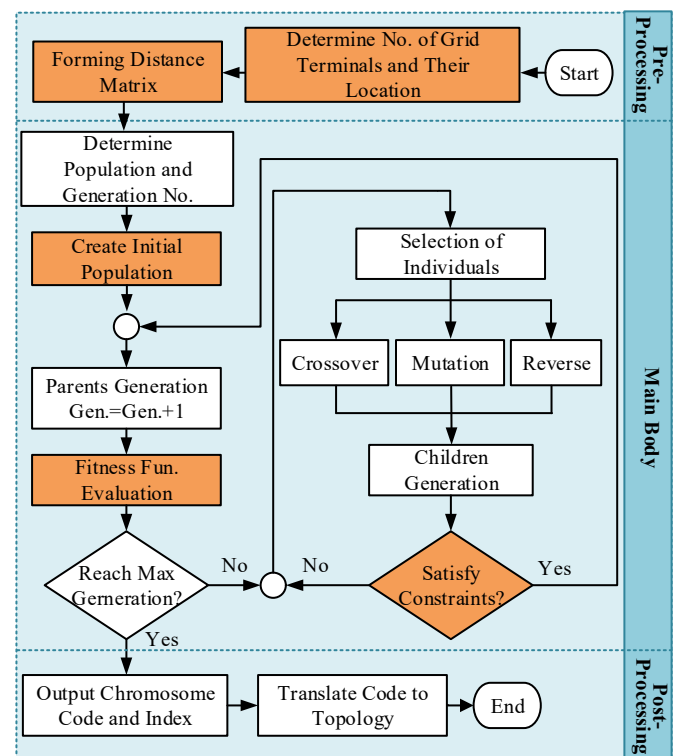 Start
Determine No. of Grid
Terminals and Their
Location
Forming Distance
Matrix
Pre-
Processing
Determine
Population and
Generation No.
Create Initial
Population
Parents Generation
Gen.=Gen.+1
Fitness Fun.
Evaluation
Reach Max
Gerneration?
No
Yes
Selection of
Individuals
Crossover
Mutation
Reverse
Children
Generation
Satisfy
Constraints?
No
Yes
Main Body
Output Chromosome
Code and Index
Translate Code to
Topology
End
Post-
Processing